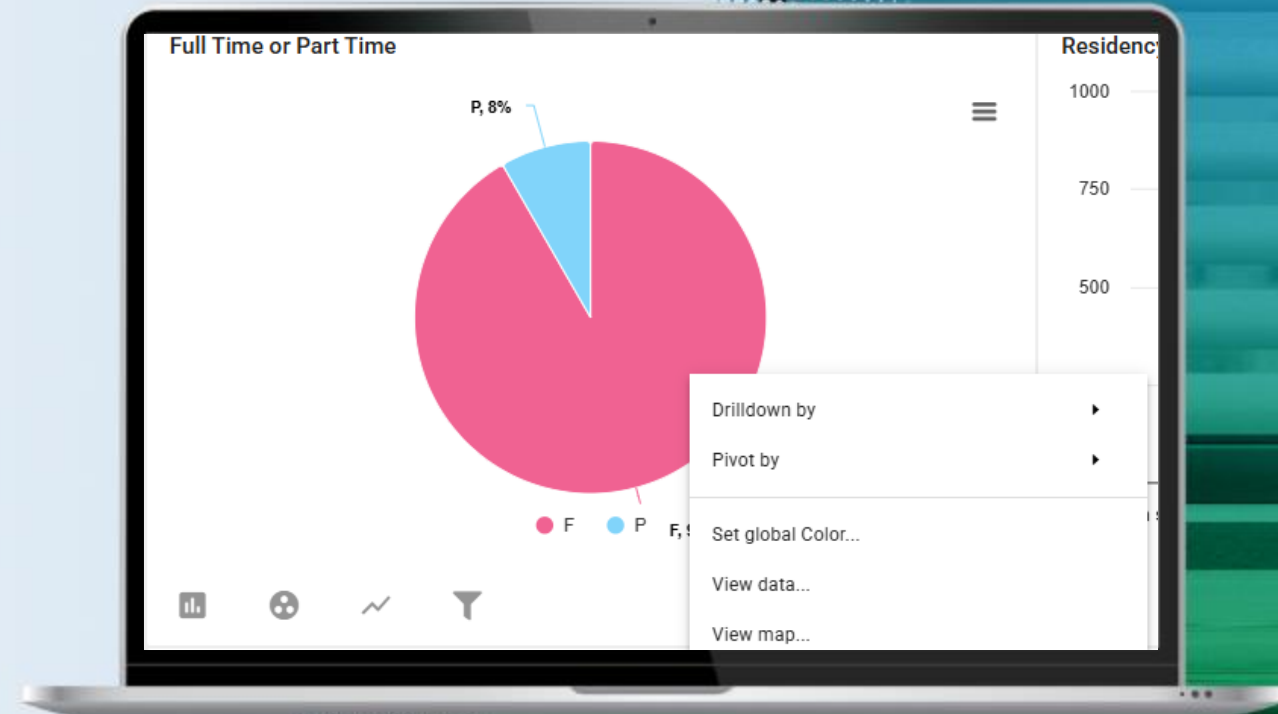 Full Time or Part Time
P, 8%
F
P
F,
Drilldown by
Pivot by
Set global Color...
View data...
View map...
1000
750
500